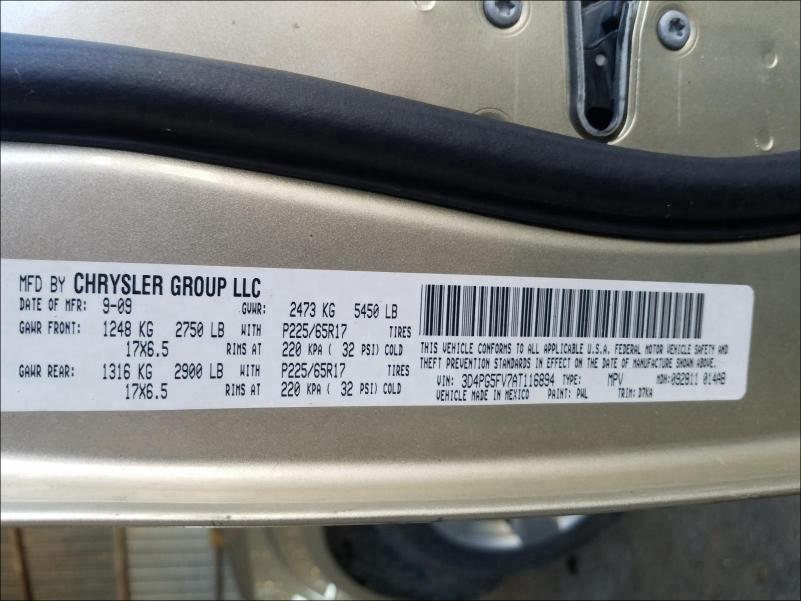 MFD BY CHRYSLER GROUP LLC
DATE OF MFR: 9-09 GVWR: 2473 KG 5450 LB
GAWR FRONT: 1248 KG 2750 LB WITH P225/65R17 TIRES
17X6.5 RIMS AT 220 KPA ( 32 PSI) COLD
GAWR REAR: 1316 KG 2900 LB WITH P225/65R17 TIRES
17X6.5 RIMS AT 220 KPA ( 32 PSI) COLD
THIS VEHICLE CONFORMS TO ALL APPLICABLE U.S.A. FEDERAL MOTOR VEHICLE SAFETY AND
THEFT PREVENTION STANDARDS IN EFFECT ON THE DATE OF MANUFACTURE SHOWN ABOVE.
VIN: 3D4PG5FV7AT116894 TYPE: MPV MDH: 092811 014AB
VEHICLE MADE IN MEXICO PAINT: PWL TRIM: D7KA